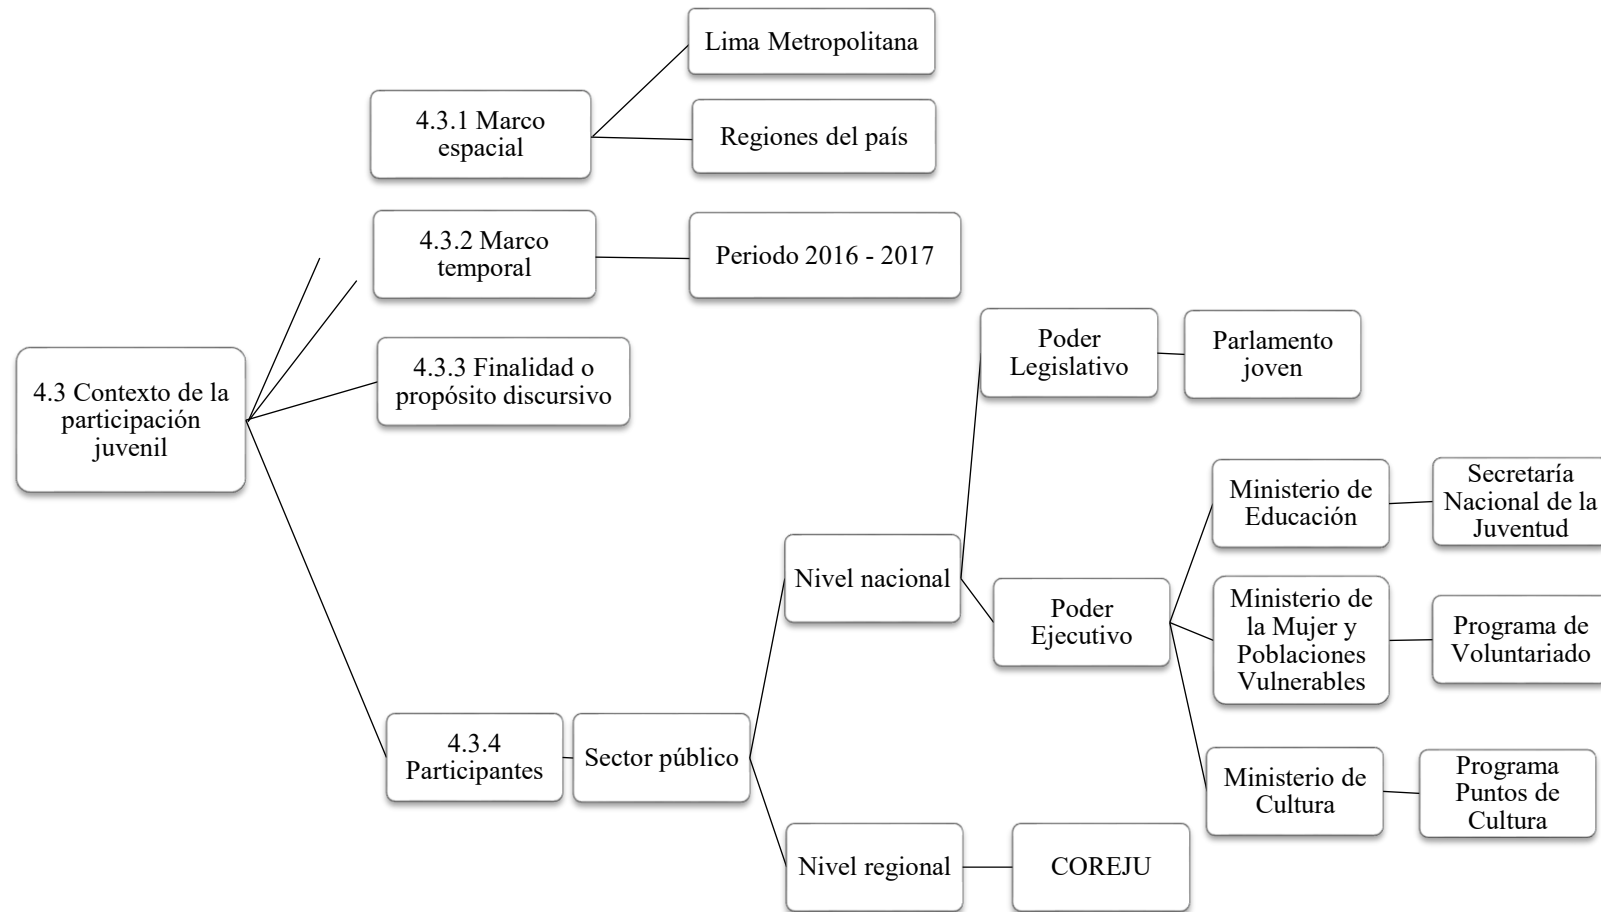 Lima Metropolitana
4.3.1 Marco
espacial
Regiones del país
4.3.2 Marco
temporal
Periodo 2016 - 2017
4.3 Contexto de la
participación
juvenil
4.3.3 Finalidad o
propósito discursivo
Poder
Legislativo
Parlamento
joven
Ministerio de
Educación
Secretaría
Nacional de la
Juventud
Nivel nacional
Poder
Ejecutivo
Ministerio de
la Mujer y
Poblaciones
Vulnerables
Programa de
Voluntariado
4.3.4
Participantes
Sector público
Ministerio de
Cultura
Programa
Puntos de
Cultura
Nivel regional
COREJU